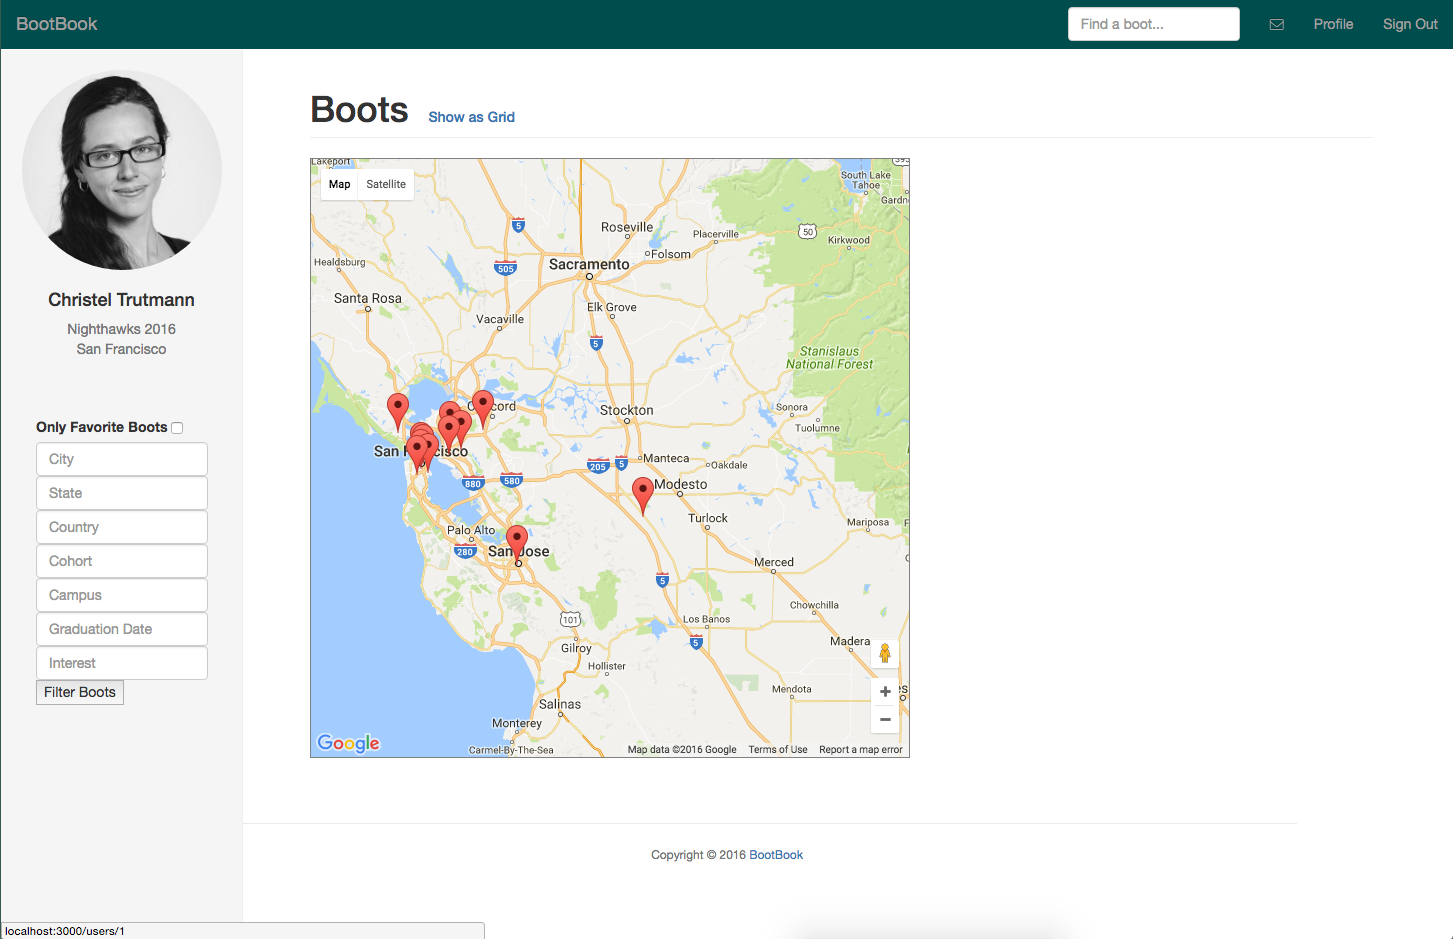 BootBook
Find a boot...
Profile
Sign Out
Christel Trutmann
Nighthawks 2016
San Francisco
Only Favorite Boots
City
State
Country
Cohort
Campus
Graduation Date
Interest
Filter Boots
Boots
Show as Grid
Lakeport
Map
Satellite
395
South Lake
Tahoe
5
Roseville
Placerville
50
Kirkwood
Folsom
Healdsburg
505
Sacramento
Santa Rosa
Elk Grove
Vacaville
5
Stanislaus
National Forest
Stockton
Sonora
Tuolumne
Manteca
205
5
Oakdale
880
580
Modesto
Turlock
Mariposa
Palo Alto
280
San Jose
Merced
5
Chowchilla
101
Los Banos
5
Madera
Gilroy
Hollister
Mendota
Salinas
Monterey
Carmel-By-The-Sea
Google
Map data ©2016 Google
Terms of Use
Report a map error
Copyright © 2016 BootBook
localhost:3000/users/1